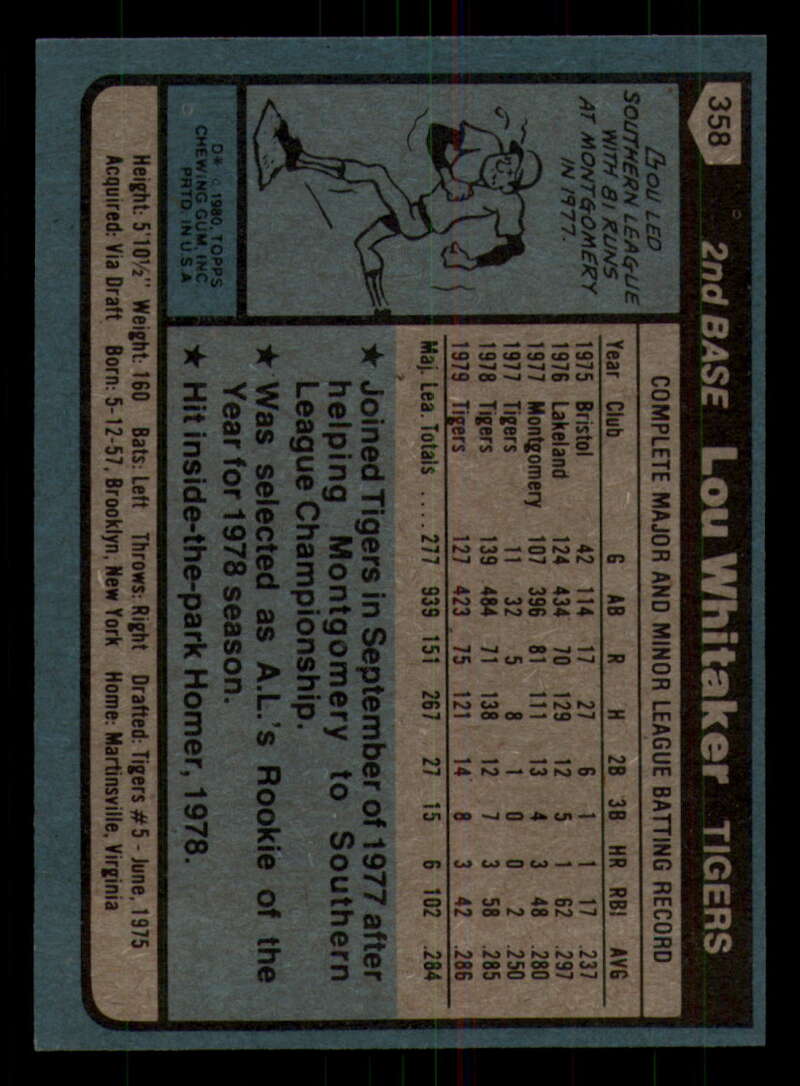 358
2nd BASE Lou Whitaker TIGERS
LOU LED
SOUTHERN LEAGUE
WITH 81 RUNS
AT MONTGOMERY
IN 1977.
D* © 1980 TOPPS
CHEWING GUM, INC.
PRTD. IN U.S.A.
COMPLETE MAJOR AND MINOR LEAGUE BATTING RECORD
Year Club G AB R H 2B 3B HR RBI AVG
1975 Bristol 42 114 17 27 6 1 1 17 .237
1976 Lakeland 124 434 70 129 12 5 1 62 .297
1977 Montgomery 107 396 81 111 13 4 3 48 .280
1977 Tigers 11 32 5 8 1 0 0 2 .250
1978 Tigers 139 484 71 138 12 7 3 58 .285
1979 Tigers 127 423 75 121 14 8 3 42 .286
Maj. Lea. Totals .... 277 939 151 267 27 15 6 102 .284
★ Joined Tigers in September of 1977 after
helping Montgomery to Southern
League Championship.
★ Was selected as A.L.'s Rookie of the
Year for 1978 season.
★ Hit inside-the-park Homer, 1978.
Height: 5'10½" Weight: 160 Bats: Left Throws: Right Drafted: Tigers #5 - June, 1975
Acquired: Via Draft Born: 5-12-57, Brooklyn, New York Home: Martinsville, Virginia